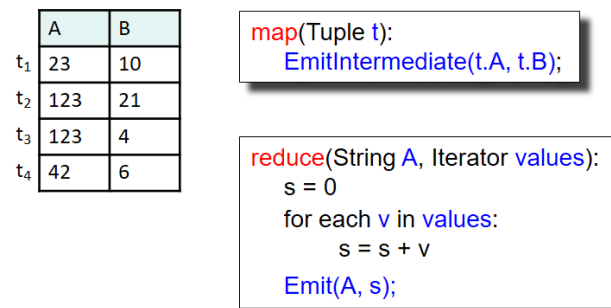 A B
t1 23 10
t2 123 21
t3 123 4
t4 42 6
map(Tuple t):
EmitIntermediate(t.A, t.B);
reduce(String A, Iterator values):
s = 0
for each v in values:
s = s + v
Emit(A, s);